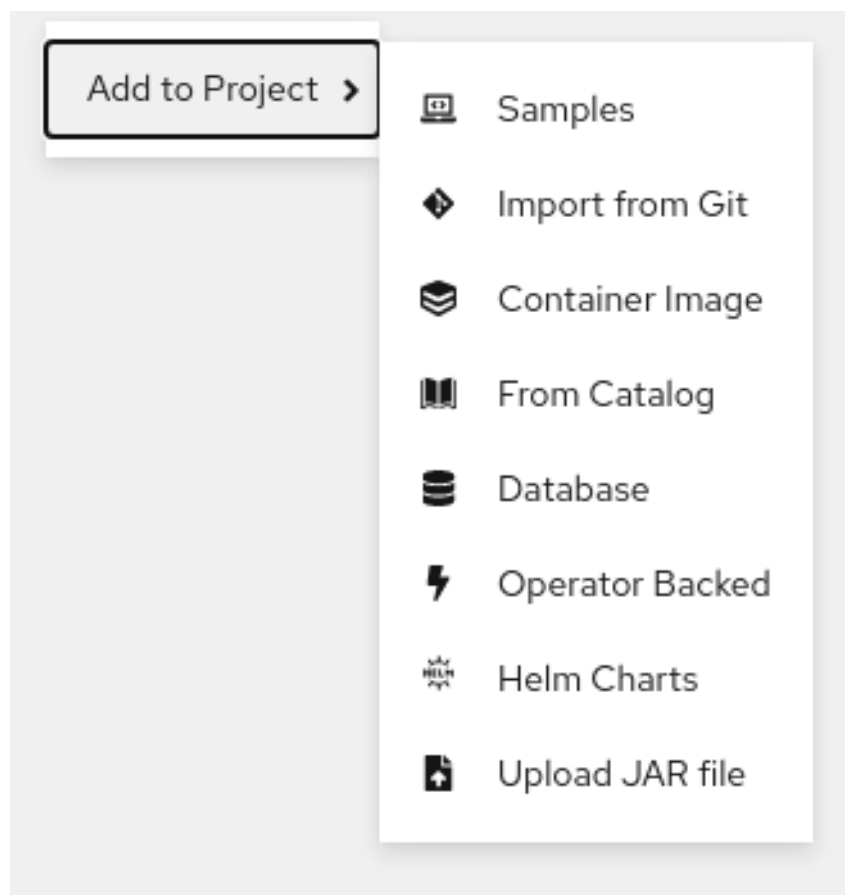 Add to Project
Samples
Import from Git
Container Image
From Catalog
Database
Operator Backed
HELM
Helm Charts
Upload JAR file